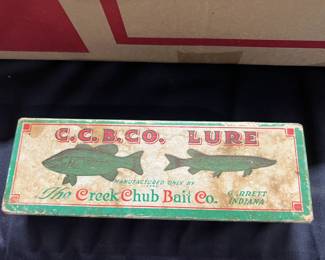 C.C.B.CO. LURE
MANUFACTURED ONLY BY
The Creek Chub Bait Co. GARRETT
INDIANA